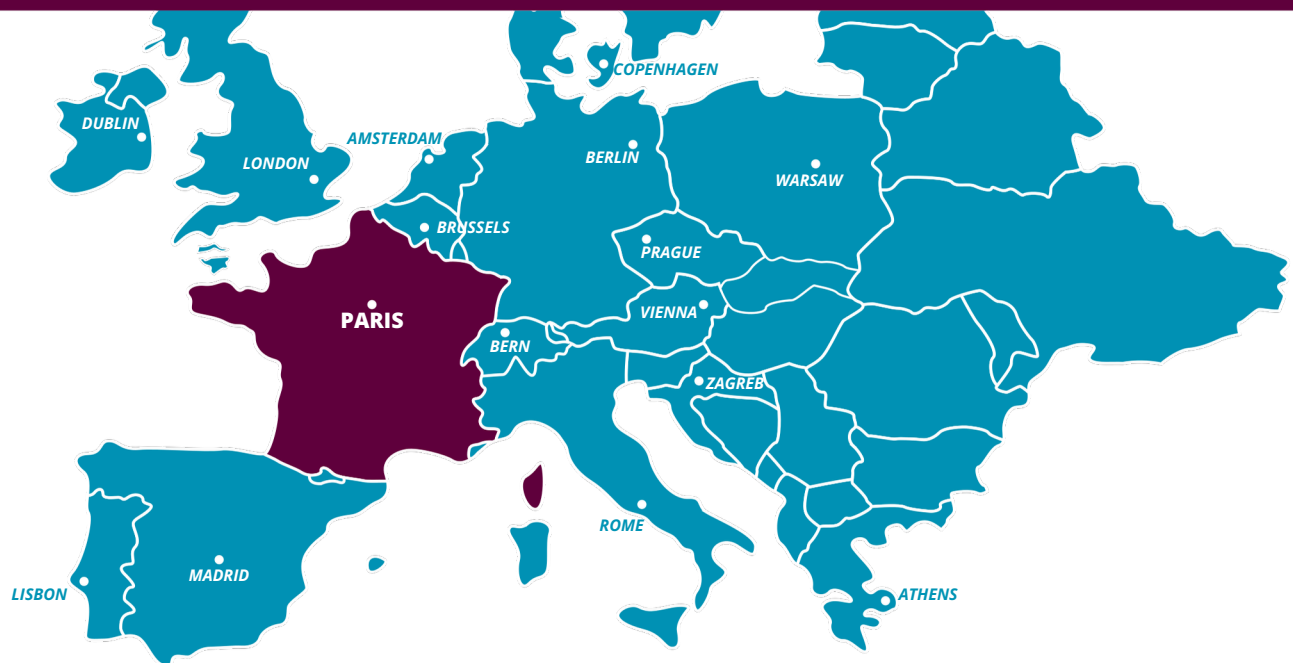 COPENHAGEN
DUBLIN
AMSTERDAM
LONDON
BERLIN
WARSAW
BRUSSELS
PRAGUE
PARIS
VIENNA
BERN
ZAGREB
ROME
MADRID
LISBON
ATHENS